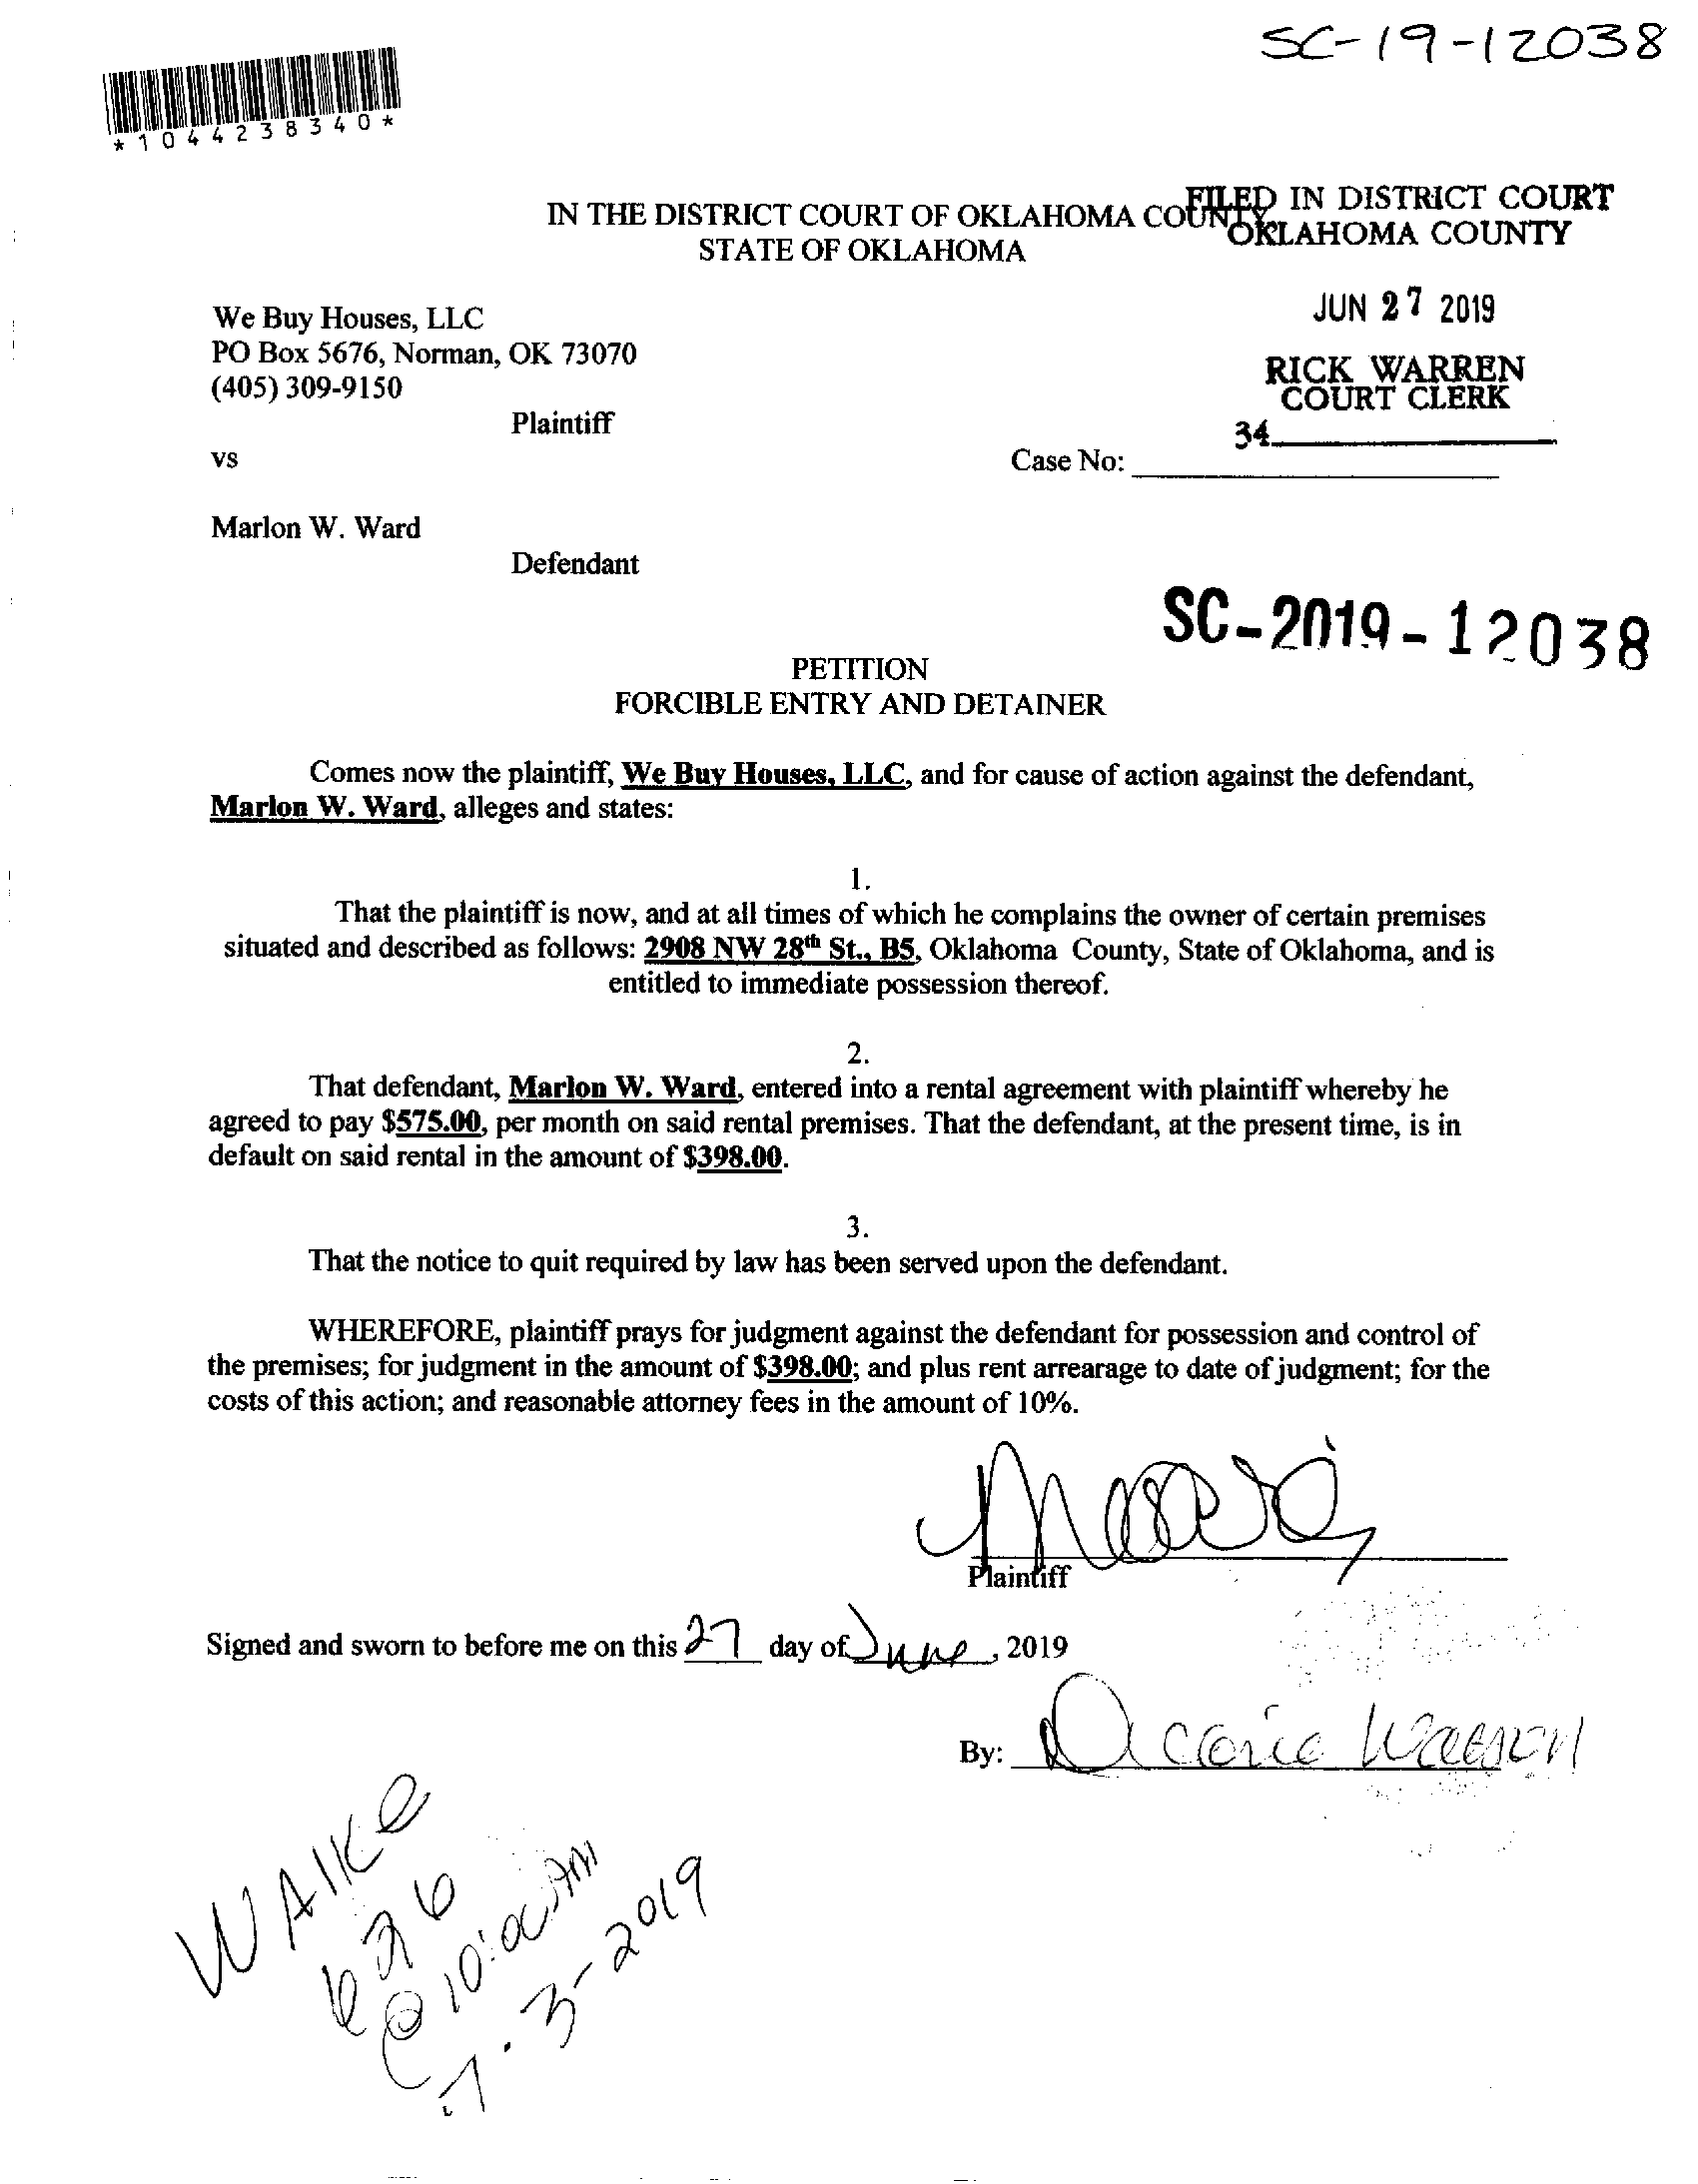 SC-19-12038
*1044238340*
FILED IN DISTRICT COURT
OKLAHOMA COUNTY
IN THE DISTRICT COURT OF OKLAHOMA COUNTY
STATE OF OKLAHOMA
JUN 27 2019
We Buy Houses, LLC
PO Box 5676, Norman, OK 73070
(405) 309-9150
RICK WARREN
COURT CLERK
34
Plaintiff
vs
Case No:
Marlon W. Ward
Defendant
SC-2019-12038
PETITION
FORCIBLE ENTRY AND DETAINER
Comes now the plaintiff, We Buy Houses, LLC, and for cause of action against the defendant,
Marlon W. Ward, alleges and states:
1.
That the plaintiff is now, and at all times of which he complains the owner of certain premises
situated and described as follows: 2908 NW 28th St., B5, Oklahoma County, State of Oklahoma, and is
entitled to immediate possession thereof.
2.
That defendant, Marlon W. Ward, entered into a rental agreement with plaintiff whereby he
agreed to pay $575.00, per month on said rental premises. That the defendant, at the present time, is in
default on said rental in the amount of $398.00.
3.
That the notice to quit required by law has been served upon the defendant.
WHEREFORE, plaintiff prays for judgment against the defendant for possession and control of
the premises; for judgment in the amount of $398.00; and plus rent arrearage to date of judgment; for the
costs of this action; and reasonable attorney fees in the amount of 10%.
Plaintiff
Signed and sworn to before me on this 27 day of June, 2019
By:
@ 10:00 AM
7-3-2019